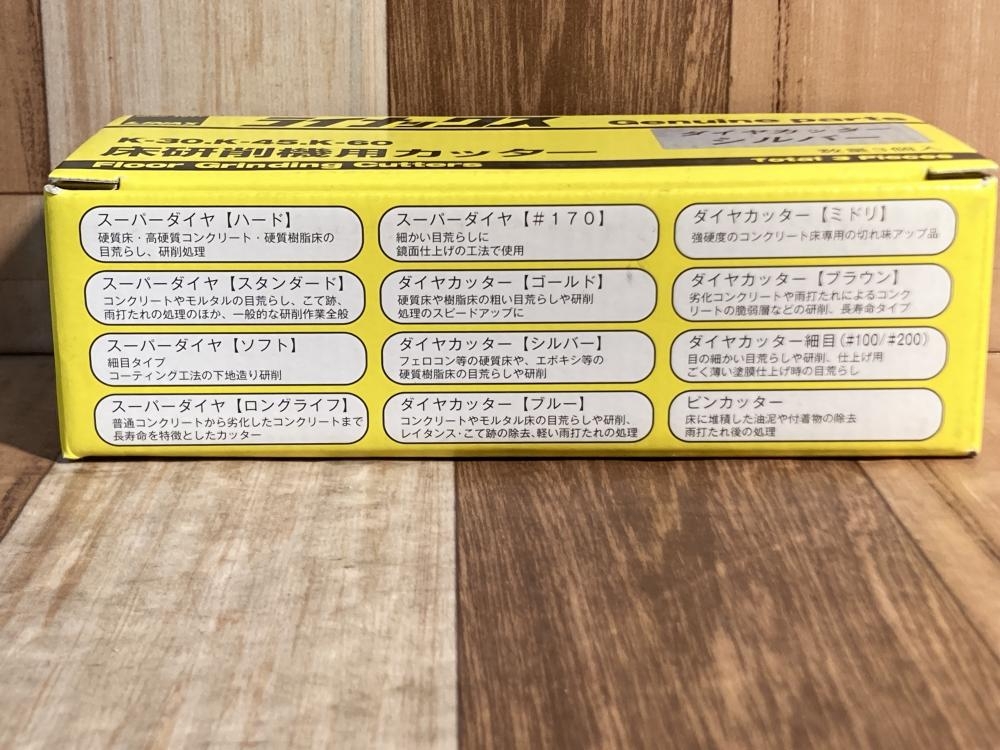 ライナックス
Genuine parts
K-30.K-45.K-60
床研削機用カッター
ダイヤカッター
シルバー
Floor Grinding Cutters
数量3個入
Total 3 Pieces
スーパーダイヤ【ハード】
硬質床・高硬質コンクリート・硬質樹脂床の
目荒らし、研削処理
スーパーダイヤ【スタンダード】
コンクリートやモルタルの目荒らし、こて跡、
雨打たれの処理のほか、一般的な研削作業全般
スーパーダイヤ【ソフト】
細目タイプ
コーティング工法の下地造り研削
スーパーダイヤ【ロングライフ】
普通コンクリートから劣化したコンクリートまで
長寿命を特徴としたカッター
スーパーダイヤ【#170】
細かい目荒らしに
鏡面仕上げの工法で使用
ダイヤカッター【ゴールド】
硬質床や樹脂床の粗い目荒らしや研削
処理のスピードアップに
ダイヤカッター【シルバー】
フェロコン等の硬質床や、エポキシ等の
硬質樹脂床の目荒らしや研削
ダイヤカッター【ブルー】
コンクリートやモルタル床の目荒らしや研削、
レイタンス・こて跡の除去、軽い雨打たれの処理
ダイヤカッター【ミドリ】
強硬度のコンクリート床専用の切れ味アップ品
ダイヤカッター【ブラウン】
劣化コンクリートや雨打たれによるコンク
リートの脆弱層などの研削、長寿命タイプ
ダイヤカッター細目(#100/#200)
目の細かい目荒らしや研削、仕上げ用
ごく薄い塗膜仕上げ時の目荒らし
ビンカッター
床に堆積した油泥や付着物の除去
雨打たれ後の処理